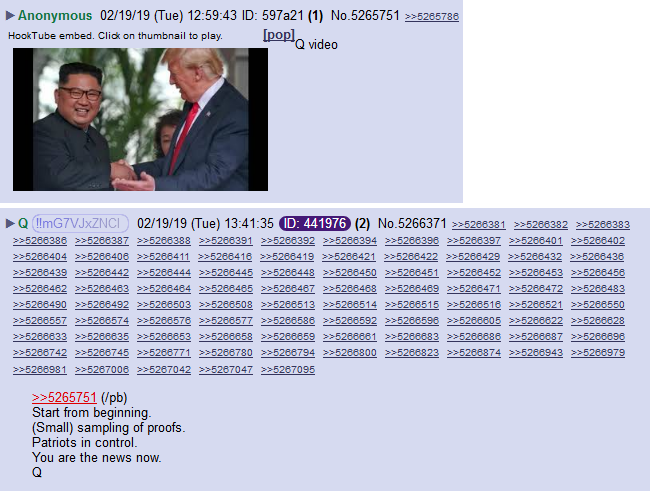 ▶ Anonymous 02/19/19 (Tue) 12:59:43 ID: 597a21 (1) No.5265751 >>5265786
HookTube embed. Click on thumbnail to play. [pop]
Q video
▶ Q !!mG7VJxZNCI 02/19/19 (Tue) 13:41:35 ID: 441976 (2) No.5266371 >>5266381 >>5266382 >>5266383
>>5266386 >>5266387 >>5266388 >>5266391 >>5266392 >>5266394 >>5266396 >>5266397 >>5266401 >>5266402
>>5266404 >>5266406 >>5266411 >>5266416 >>5266419 >>5266421 >>5266422 >>5266429 >>5266432 >>5266436
>>5266439 >>5266442 >>5266444 >>5266445 >>5266448 >>5266450 >>5266451 >>5266452 >>5266453 >>5266456
>>5266462 >>5266463 >>5266464 >>5266465 >>5266467 >>5266468 >>5266469 >>5266471 >>5266472 >>5266483
>>5266490 >>5266492 >>5266503 >>5266508 >>5266513 >>5266514 >>5266515 >>5266516 >>5266521 >>5266550
>>5266557 >>5266574 >>5266576 >>5266577 >>5266586 >>5266592 >>5266596 >>5266605 >>5266622 >>5266628
>>5266633 >>5266635 >>5266653 >>5266658 >>5266659 >>5266661 >>5266683 >>5266686 >>5266687 >>5266696
>>5266742 >>5266745 >>5266771 >>5266780 >>5266794 >>5266800 >>5266823 >>5266874 >>5266943 >>5266979
>>5266981 >>5267006 >>5267042 >>5267047 >>5267095
>>5265751 (/pb)
Start from beginning.
(Small) sampling of proofs.
Patriots in control.
You are the news now.
Q